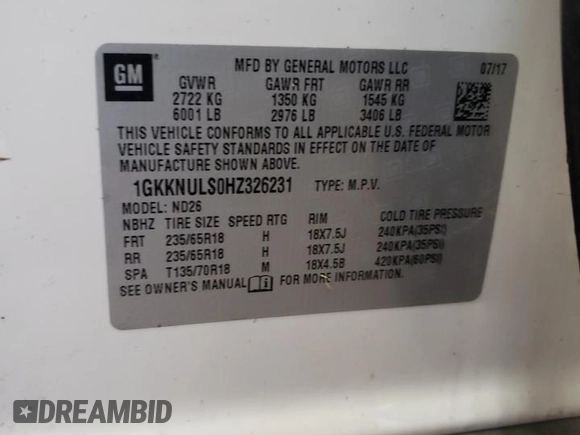 GM
MFD BY GENERAL MOTORS LLC 07/17
GVWR GAWR FRT GAWR RR
2722 KG 1350 KG 1545 KG
6001 LB 2976 LB 3406 LB
THIS VEHICLE CONFORMS TO ALL APPLICABLE U.S. FEDERAL MOTOR
VEHICLE SAFETY STANDARDS IN EFFECT ON THE DATE OF
MANUFACTURE SHOWN ABOVE.
1GKKNULS0HZ326231 TYPE: M.P.V.
MODEL: ND26
NBHZ TIRE SIZE SPEED RTG RIM COLD TIRE PRESSURE
FRT 235/65R18 H 18X7.5J 240KPA(35PSI)
RR 235/65R18 H 18X7.5J 240KPA(35PSI)
SPA T135/70R18 M 18X4.5B 420KPA(60PSI)
SEE OWNER'S MANUAL FOR MORE INFORMATION.
DREAMBID